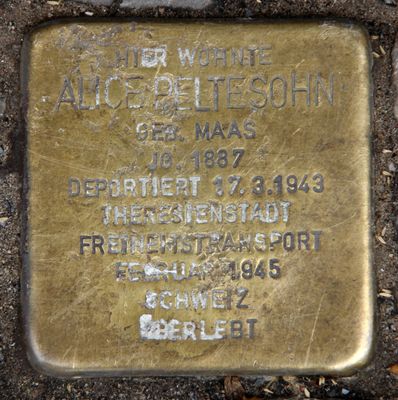 HIER WOHNTE
ALICE PELTESOHN
GEB. MAAS
JG. 1887
DEPORTIERT 17.3.1943
THERESIENSTADT
FREIHEITSTRANSPORT
FEBRUAR 1945
SCHWEIZ
ÜBERLEBT